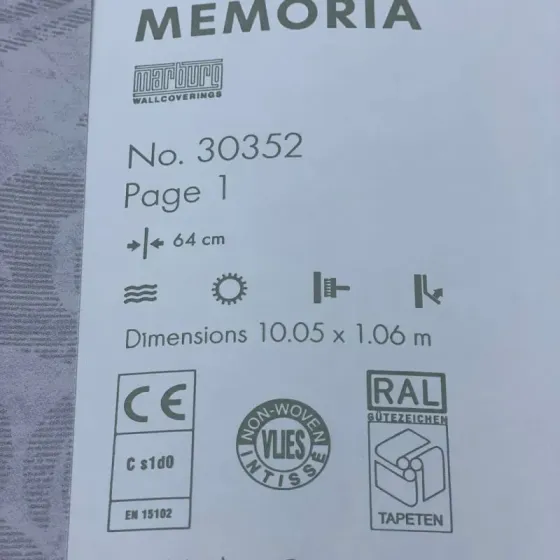 MEMORIA
marburg
WALLCOVERINGS
No. 30352
Page 1
64 cm
Dimensions 10.05 x 1.06 m
CE
C s1d0
EN 15102
NON-WOVEN
VLIES
INTISSE
RAL
GÜTEZEICHEN
TAPETEN